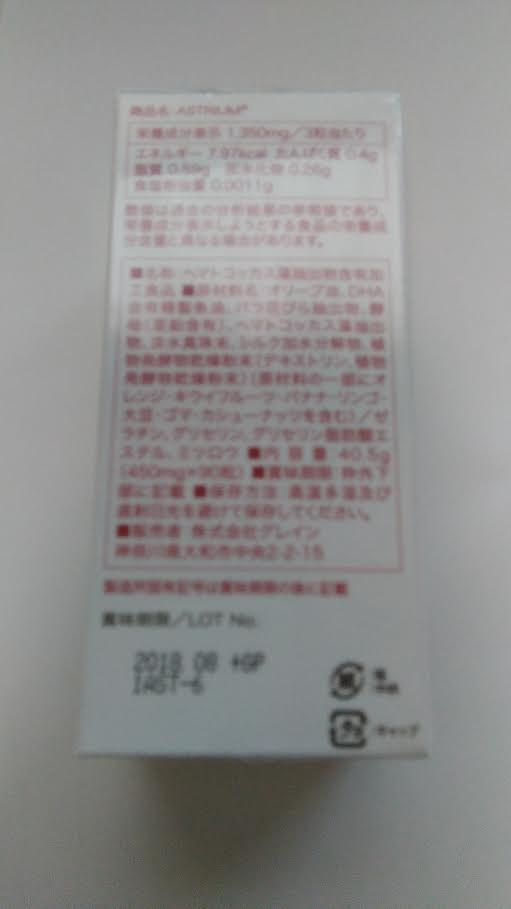 商品名:ASTRIUM®
栄養成分表示 1,350mg/3粒当たり
エネルギー 7.97kcal たんぱく質 0.4g
脂質 0.59g 炭水化物 0.26g
食塩相当量 0.0011g
数値は過去の分析結果の参考値であり、
栄養成分表示しようとする食品の栄養成
分含量と異なる場合があります。
■名称:ヘマトコッカス藻抽出物含有加
工食品 ■原材料名:オリーブ油、DHA
含有精製魚油、バラ花びら抽出物、酵
母(亜鉛含有)、ヘマトコッカス藻抽出
物、淡水真珠末、シルク加水分解物、植
物発酵物乾燥粉末(デキストリン、植物
発酵物乾燥粉末)(原材料の一部にオ
レンジ・キウイフルーツ・バナナ・リンゴ・
大豆・ゴマ・カシューナッツを含む)/ゼ
ラチン、グリセリン、グリセリン脂肪酸エ
ステル、ミツロウ ■内容量:40.5g
(450mg×90粒) ■賞味期限:枠外下
部に記載 ■保存方法:高温多湿及び
直射日光を避けて保存してください。
■販売者 株式会社グレイン
神奈川県大和市中央2-2-15
製造所固有記号は賞味期限の後に記載
賞味期限/LOT No.:
2018.08 +GP
IAST-6
紙
箱
プラ
:キャップ